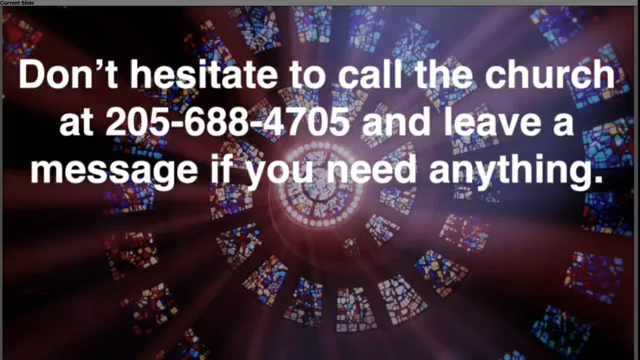 Current Slide
Don’t hesitate to call the church
at 205-688-4705 and leave a
message if you need anything.